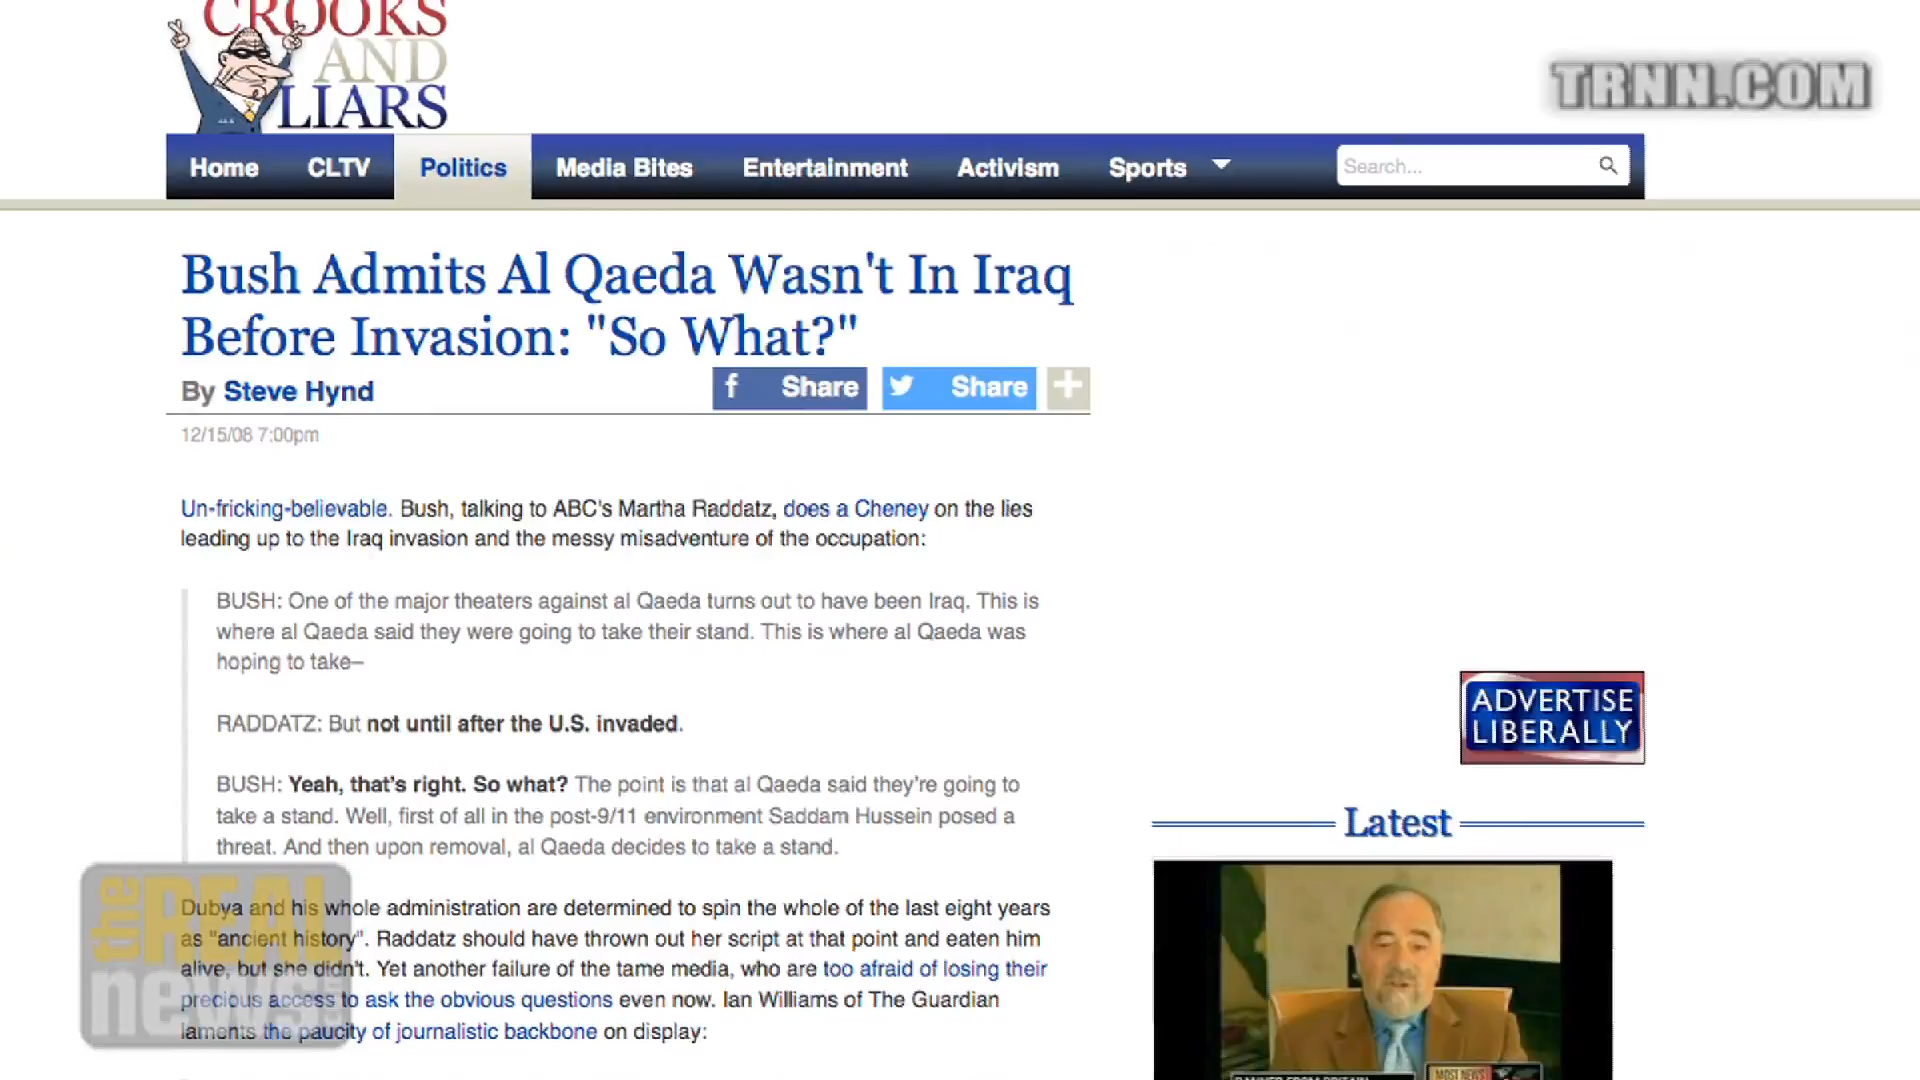 CROOKS
AND
LIARS
TRNN.COM
Home CLTV Politics Media Bites Entertainment Activism Sports Search...
Bush Admits Al Qaeda Wasn't In Iraq
Before Invasion: "So What?"
By Steve Hynd
f Share Share +
12/15/08 7:00pm
Un-fricking-believable. Bush, talking to ABC's Martha Raddatz, does a Cheney on the lies
leading up to the Iraq invasion and the messy misadventure of the occupation:
BUSH: One of the major theaters against al Qaeda turns out to have been Iraq. This is
where al Qaeda said they were going to take their stand. This is where al Qaeda was
hoping to take–
RADDATZ: But not until after the U.S. invaded.
BUSH: Yeah, that's right. So what? The point is that al Qaeda said they're going to
take a stand. Well, first of all in the post-9/11 environment Saddam Hussein posed a
threat. And then upon removal, al Qaeda decides to take a stand.
Dubya and his whole administration are determined to spin the whole of the last eight years
as "ancient history". Raddatz should have thrown out her script at that point and eaten him
alive, but she didn't. Yet another failure of the tame media, who are too afraid of losing their
precious access to ask the obvious questions even now. Ian Williams of The Guardian
laments the paucity of journalistic backbone on display:
the REAL
news
ADVERTISE
LIBERALLY
Latest
MOST NEWS